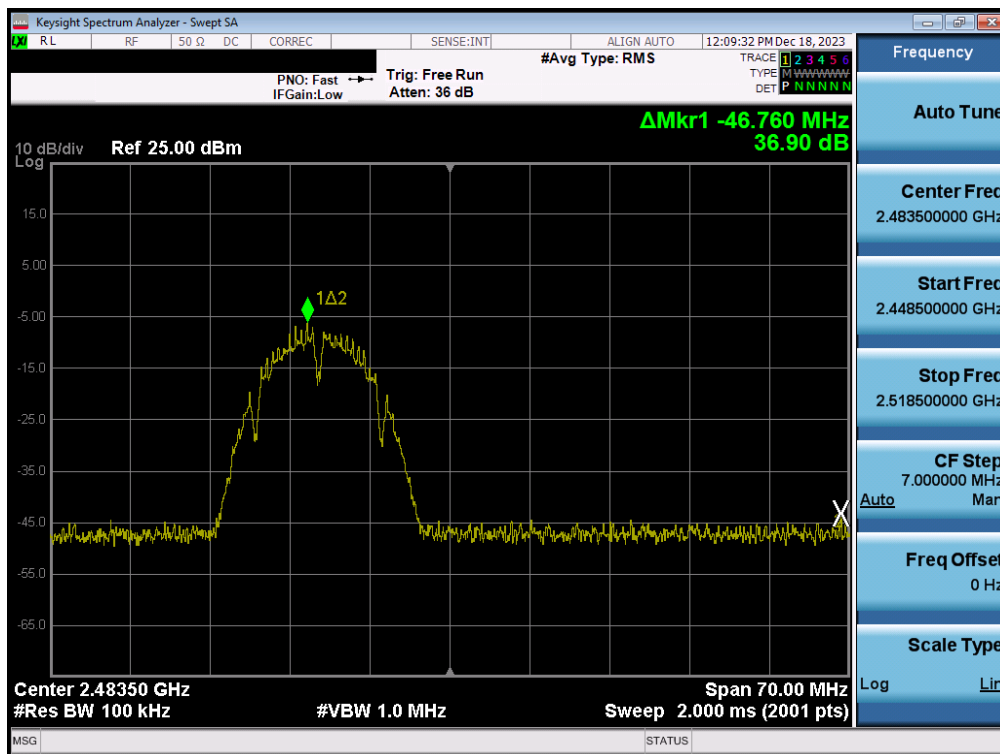 Keysight Spectrum Analyzer - Swept SA
LXI RL RF 50 Ω DC CORREC SENSE:INT ALIGN AUTO 12:09:32 PM Dec 18, 2023
PNO: Fast
IFGain:Low
Trig: Free Run
Atten: 36 dB
#Avg Type: RMS
TRACE 1 2 3 4 5 6
TYPE M WWWWW
DET P N N N N N
ΔMkr1 -46.760 MHz
36.90 dB
10 dB/div
Log
Ref 25.00 dBm
15.0
5.00
-5.00
-15.0
-25.0
-35.0
-45.0
-55.0
-65.0
1Δ2
X
Center 2.48350 GHz
#Res BW 100 kHz
#VBW 1.0 MHz
Span 70.00 MHz
Sweep 2.000 ms (2001 pts)
MSG
STATUS
Frequency
Auto Tune
Center Freq
2.483500000 GHz
Start Freq
2.448500000 GHz
Stop Freq
2.518500000 GHz
CF Step
7.000000 MHz
Auto Man
Freq Offset
0 Hz
Scale Type
Log Lin